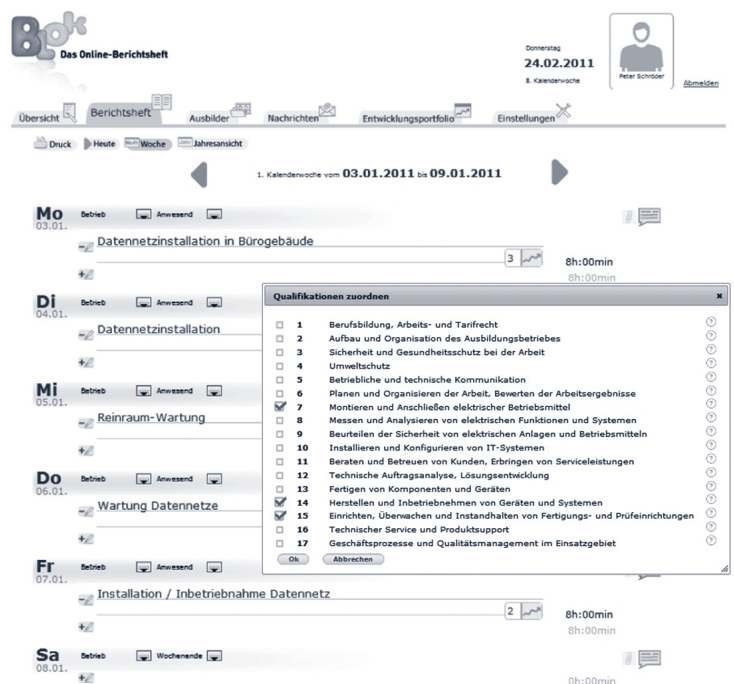 Blok
Das Online-Berichtsheft
Donnerstag
24.02.2011
8. Kalenderwoche
Peter Schröder
Abmelden
Übersicht Berichtsheft Ausbilder Nachrichten Entwicklungsportfolio Einstellungen
Druck Heute Woche Jahresansicht
1. Kalenderwoche vom 03.01.2011 bis 09.01.2011
Mo Betrieb Anwesend
03.01.
Datennetzinstallation in Bürogebäude
3 8h:00min
8h:00min
Di Betrieb Anwesend
04.01.
Datennetzinstallation
Mi Betrieb Anwesend
05.01.
Reinraum-Wartung
Do Betrieb Anwesend
06.01.
Wartung Datennetze
Fr Betrieb Anwesend
07.01.
Installation / Inbetriebnahme Datennetz
2 8h:00min
8h:00min
Sa Betrieb Wochenende
08.01.
0h:00min
Qualifikationen zuordnen x
1 Berufsbildung, Arbeits- und Tarifrecht ?
2 Aufbau und Organisation des Ausbildungsbetriebes ?
3 Sicherheit und Gesundheitsschutz bei der Arbeit ?
4 Umweltschutz ?
5 Betriebliche und technische Kommunikation ?
6 Planen und Organisieren der Arbeit, Bewerten der Arbeitsergebnisse ?
7 Montieren und Anschließen elektrischer Betriebsmittel ?
8 Messen und Analysieren von elektrischen Funktionen und Systemen ?
9 Beurteilen der Sicherheit von elektrischen Anlagen und Betriebsmitteln ?
10 Installieren und Konfigurieren von IT-Systemen ?
11 Beraten und Betreuen von Kunden, Erbringen von Serviceleistungen ?
12 Technische Auftragsanalyse, Lösungsentwicklung ?
13 Fertigen von Komponenten und Geräten ?
14 Herstellen und Inbetriebnehmen von Geräten und Systemen ?
15 Einrichten, Überwachen und Instandhalten von Fertigungs- und Prüfeinrichtungen ?
16 Technischer Service und Produktsupport ?
17 Geschäftsprozesse und Qualitätsmanagement im Einsatzgebiet ?
Ok Abbrechen